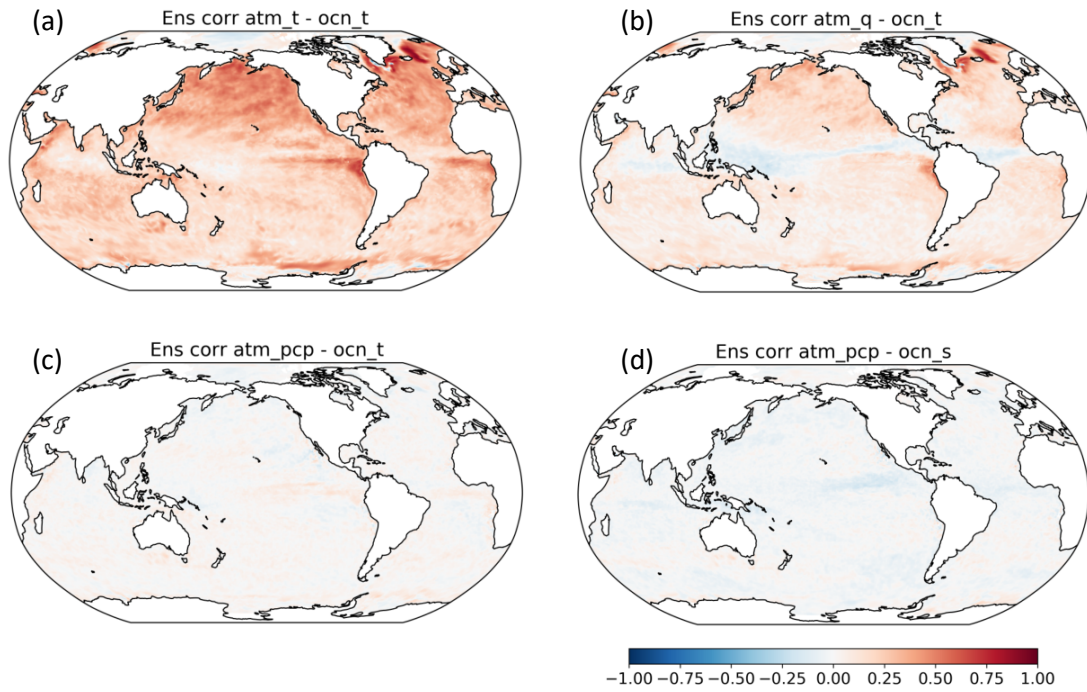 (a)
Ens corr atm_t - ocn_t
(b)
Ens corr atm_q - ocn_t
(c)
Ens corr atm_pcp - ocn_t
(d)
Ens corr atm_pcp - ocn_s
−1.00 −0.75 −0.50 −0.25 0.00 0.25 0.50 0.75 1.00